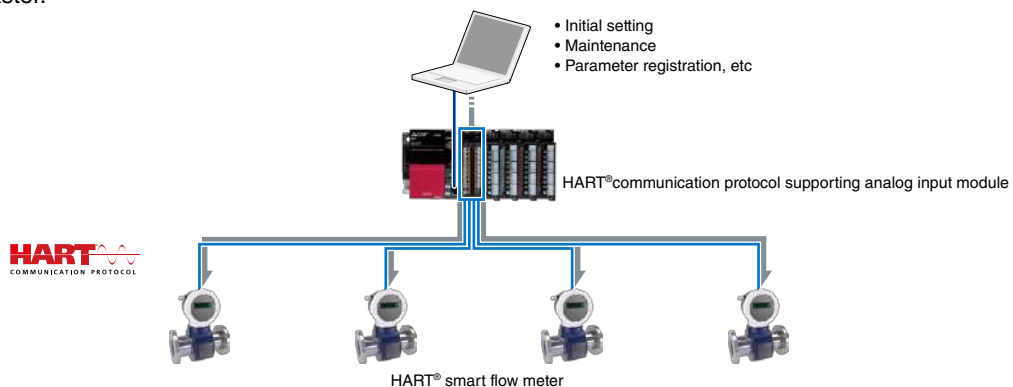 • Initial setting
• Maintenance
• Parameter registration, etc
HART®communication protocol supporting analog input module
HART
COMMUNICATION PROTOCOL
HART® smart flow meter